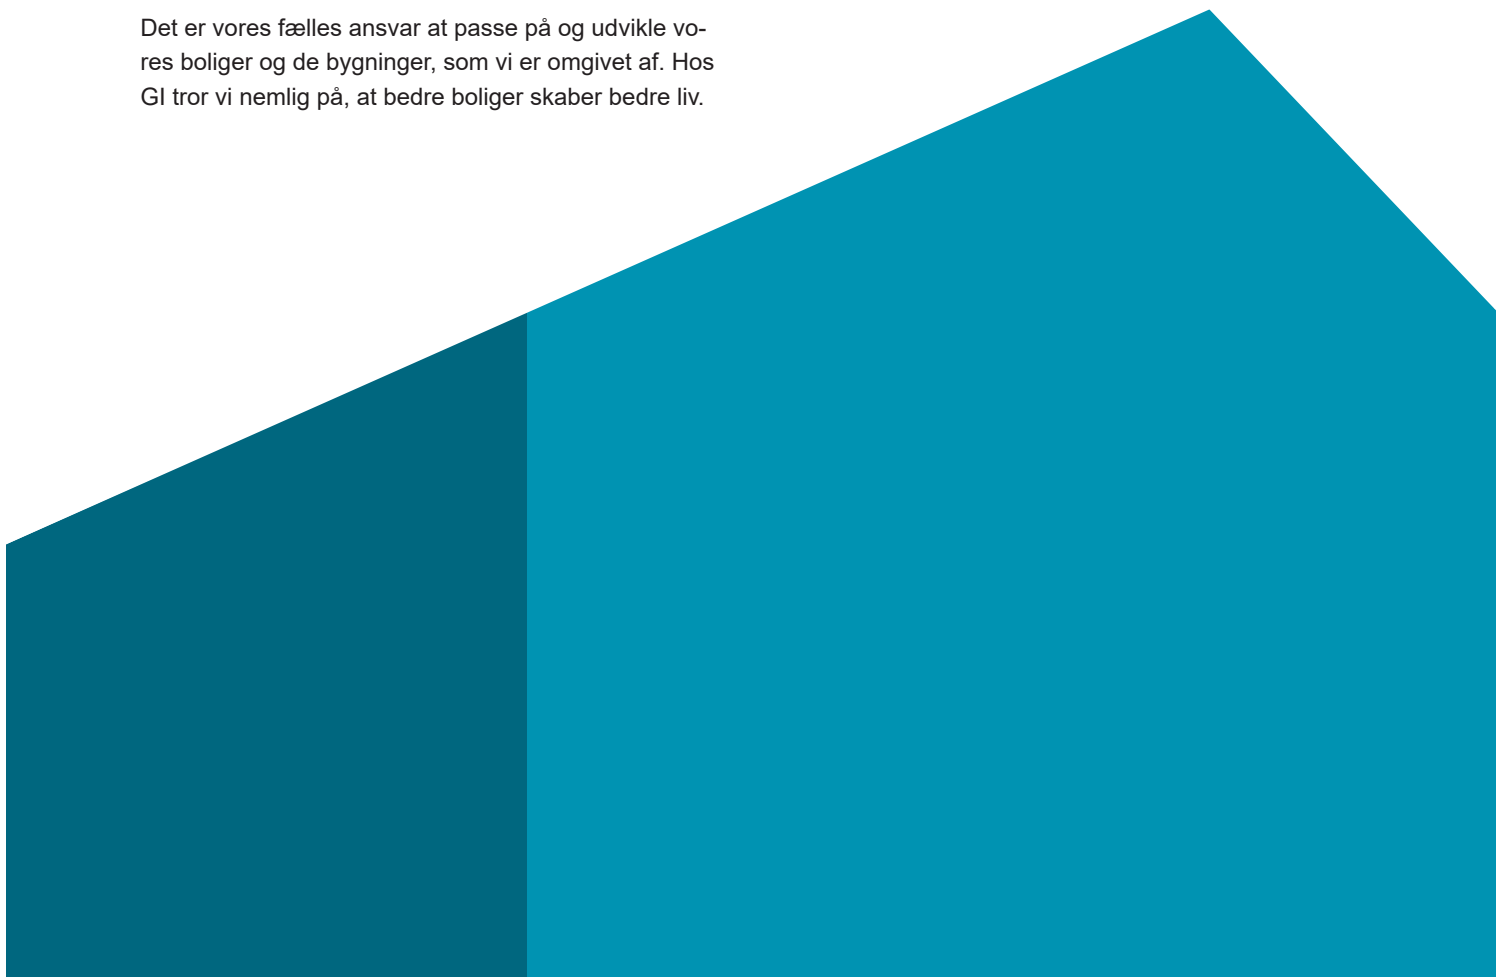 Det er vores fælles ansvar at passe på og udvikle vo-
res boliger og de bygninger, som vi er omgivet af. Hos
GI tror vi nemlig på, at bedre boliger skaber bedre liv.